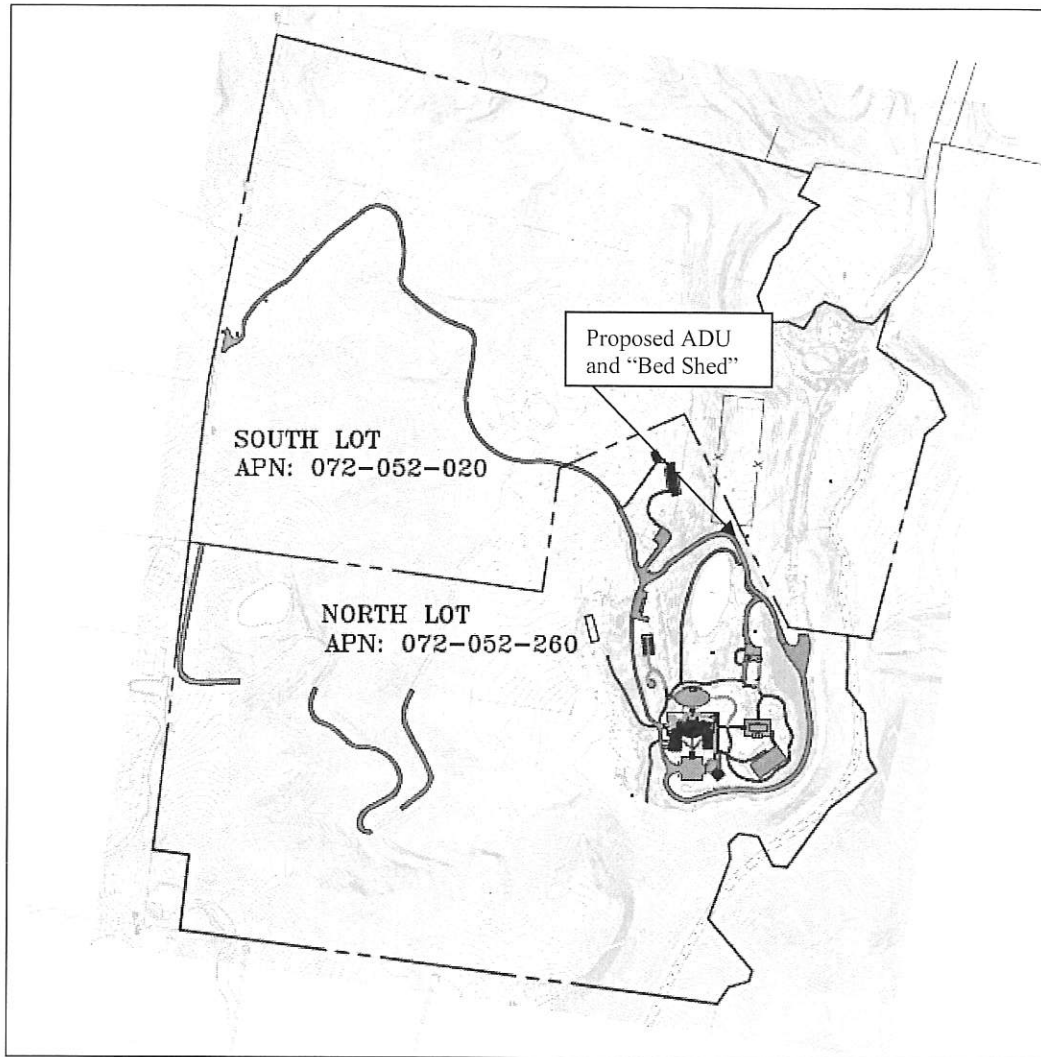 Proposed ADU
and “Bed Shed”
SOUTH LOT
APN: 072-052-020
NORTH LOT
APN: 072-052-260